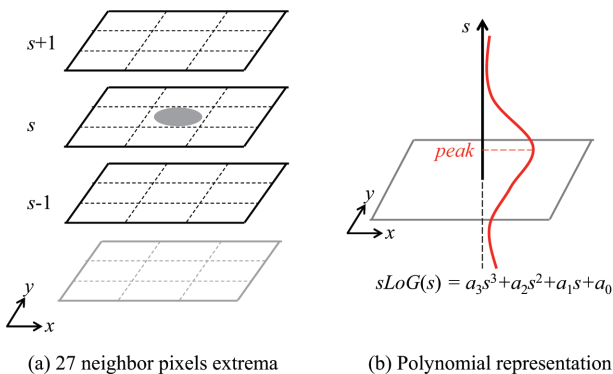 s+1
s
s-1
y
x
(a) 27 neighbor pixels extrema
s
peak
y
x
sLoG(s) = a₃s³+a₂s²+a₁s+a₀
(b) Polynomial representation